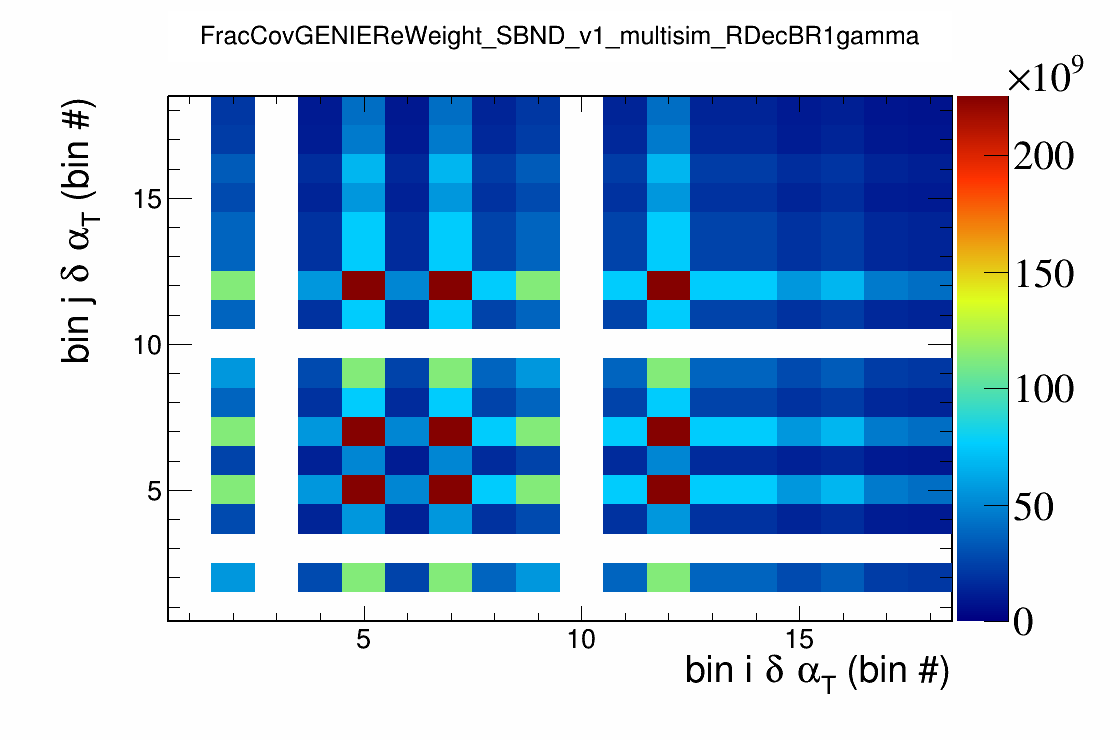 FracCovGENIEReWeight_SBND_v1_multisim_RDecBR1gamma
×10⁹
bin j δ α_T (bin #)
200
15
150
10
100
5
50
0
5 10 15
bin i δ α_T (bin #)